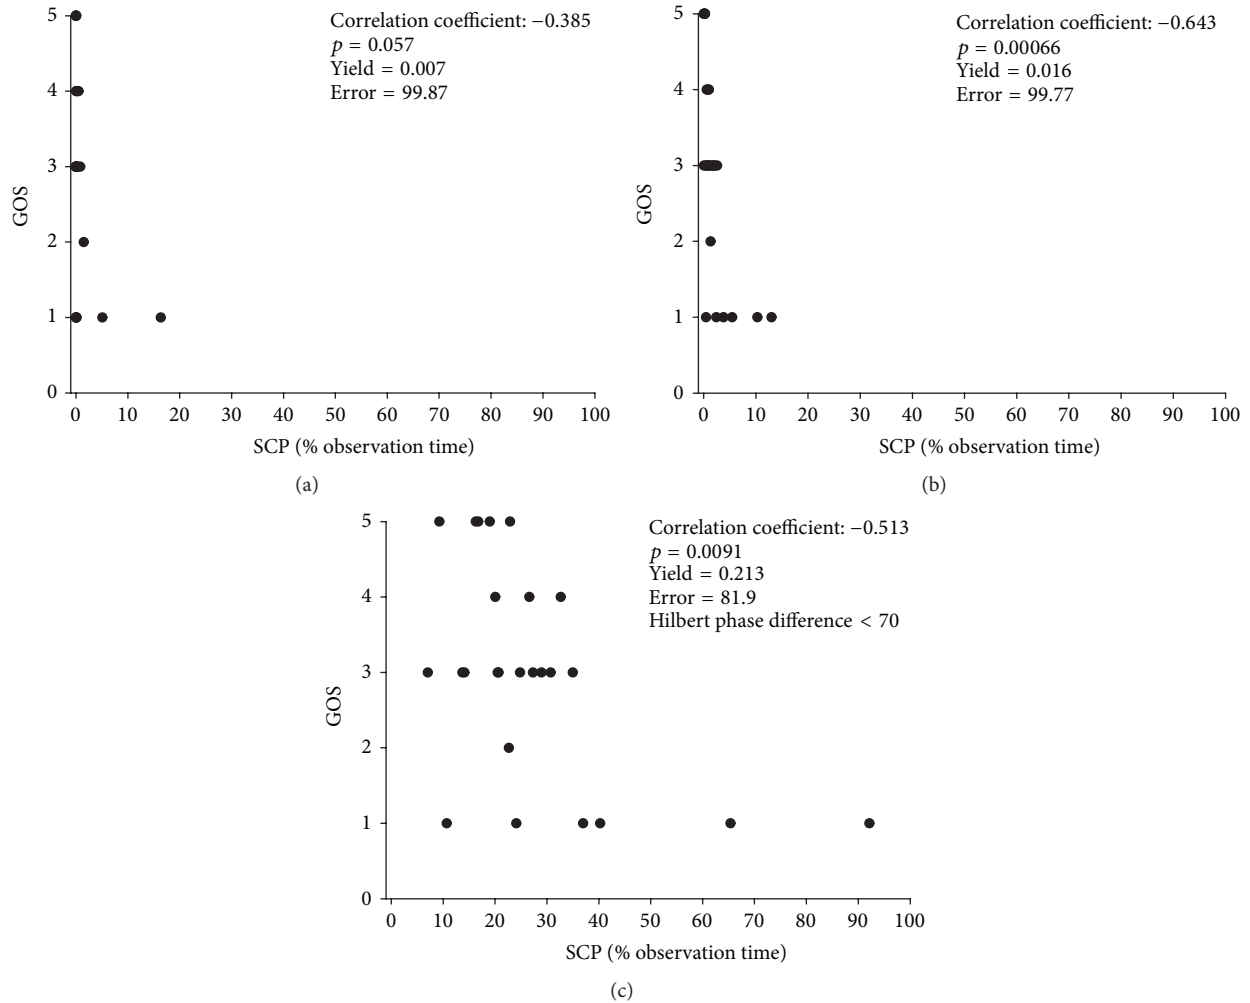 Correlation coefficient: −0.385
p = 0.057
Yield = 0.007
Error = 99.87
5
4
3
2
1
0
GOS
0 10 20 30 40 50 60 70 80 90 100
SCP (% observation time)
(a)
Correlation coefficient: −0.643
p = 0.00066
Yield = 0.016
Error = 99.77
5
4
3
2
1
0
GOS
0 10 20 30 40 50 60 70 80 90 100
SCP (% observation time)
(b)
Correlation coefficient: −0.513
p = 0.0091
Yield = 0.213
Error = 81.9
Hilbert phase difference < 70
5
4
3
2
1
0
GOS
0 10 20 30 40 50 60 70 80 90 100
SCP (% observation time)
(c)